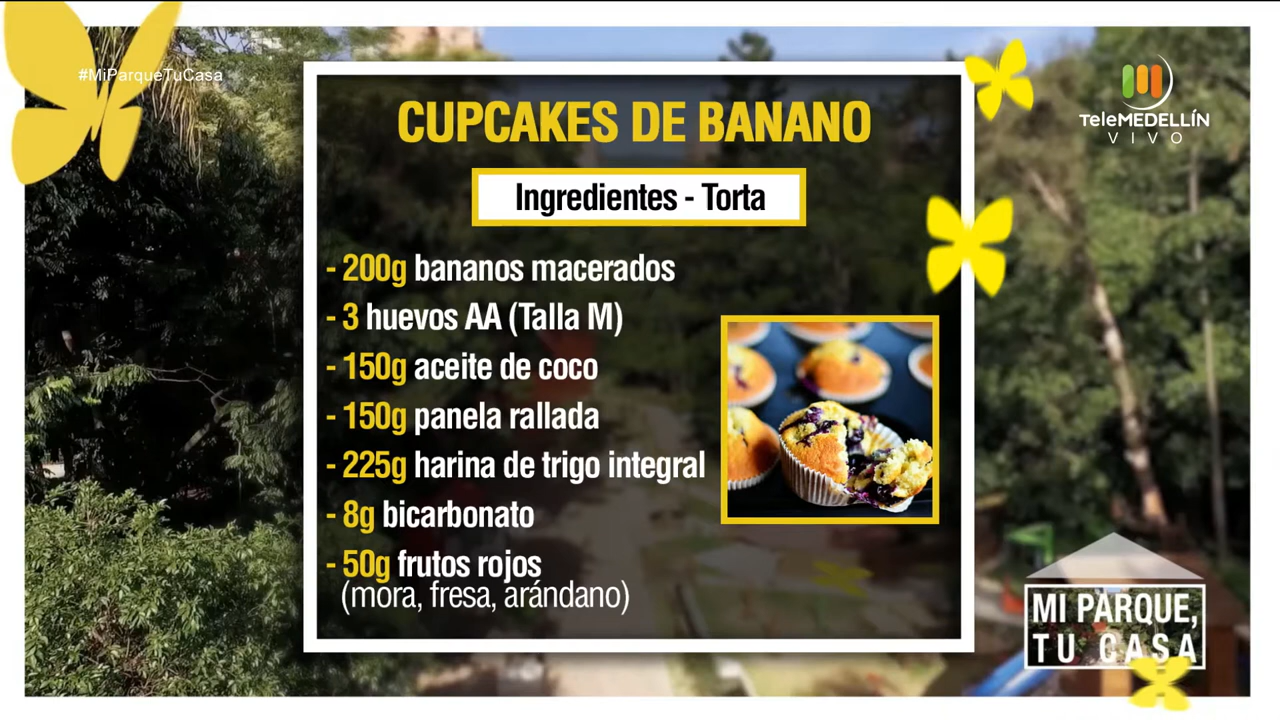 #MiParqueTuCasa
CUPCAKES DE BANANO
TeleMEDELLÍN
VIVO
Ingredientes - Torta
- 200g bananos macerados
- 3 huevos AA (Talla M)
- 150g aceite de coco
- 150g panela rallada
- 225g harina de trigo integral
- 8g bicarbonato
- 50g frutos rojos
(mora, fresa, arándano)
MI PARQUE,
TU CASA